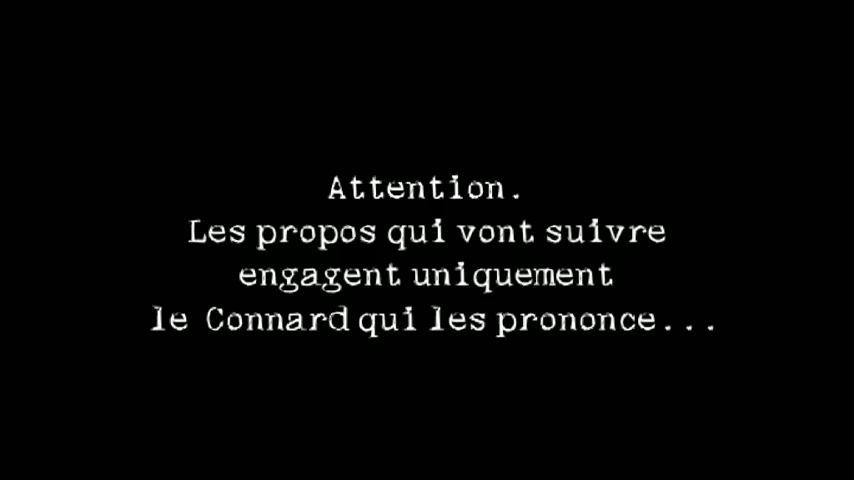 Attention.
Les propos qui vont suivre
engagent uniquement
le Connard qui les prononce...